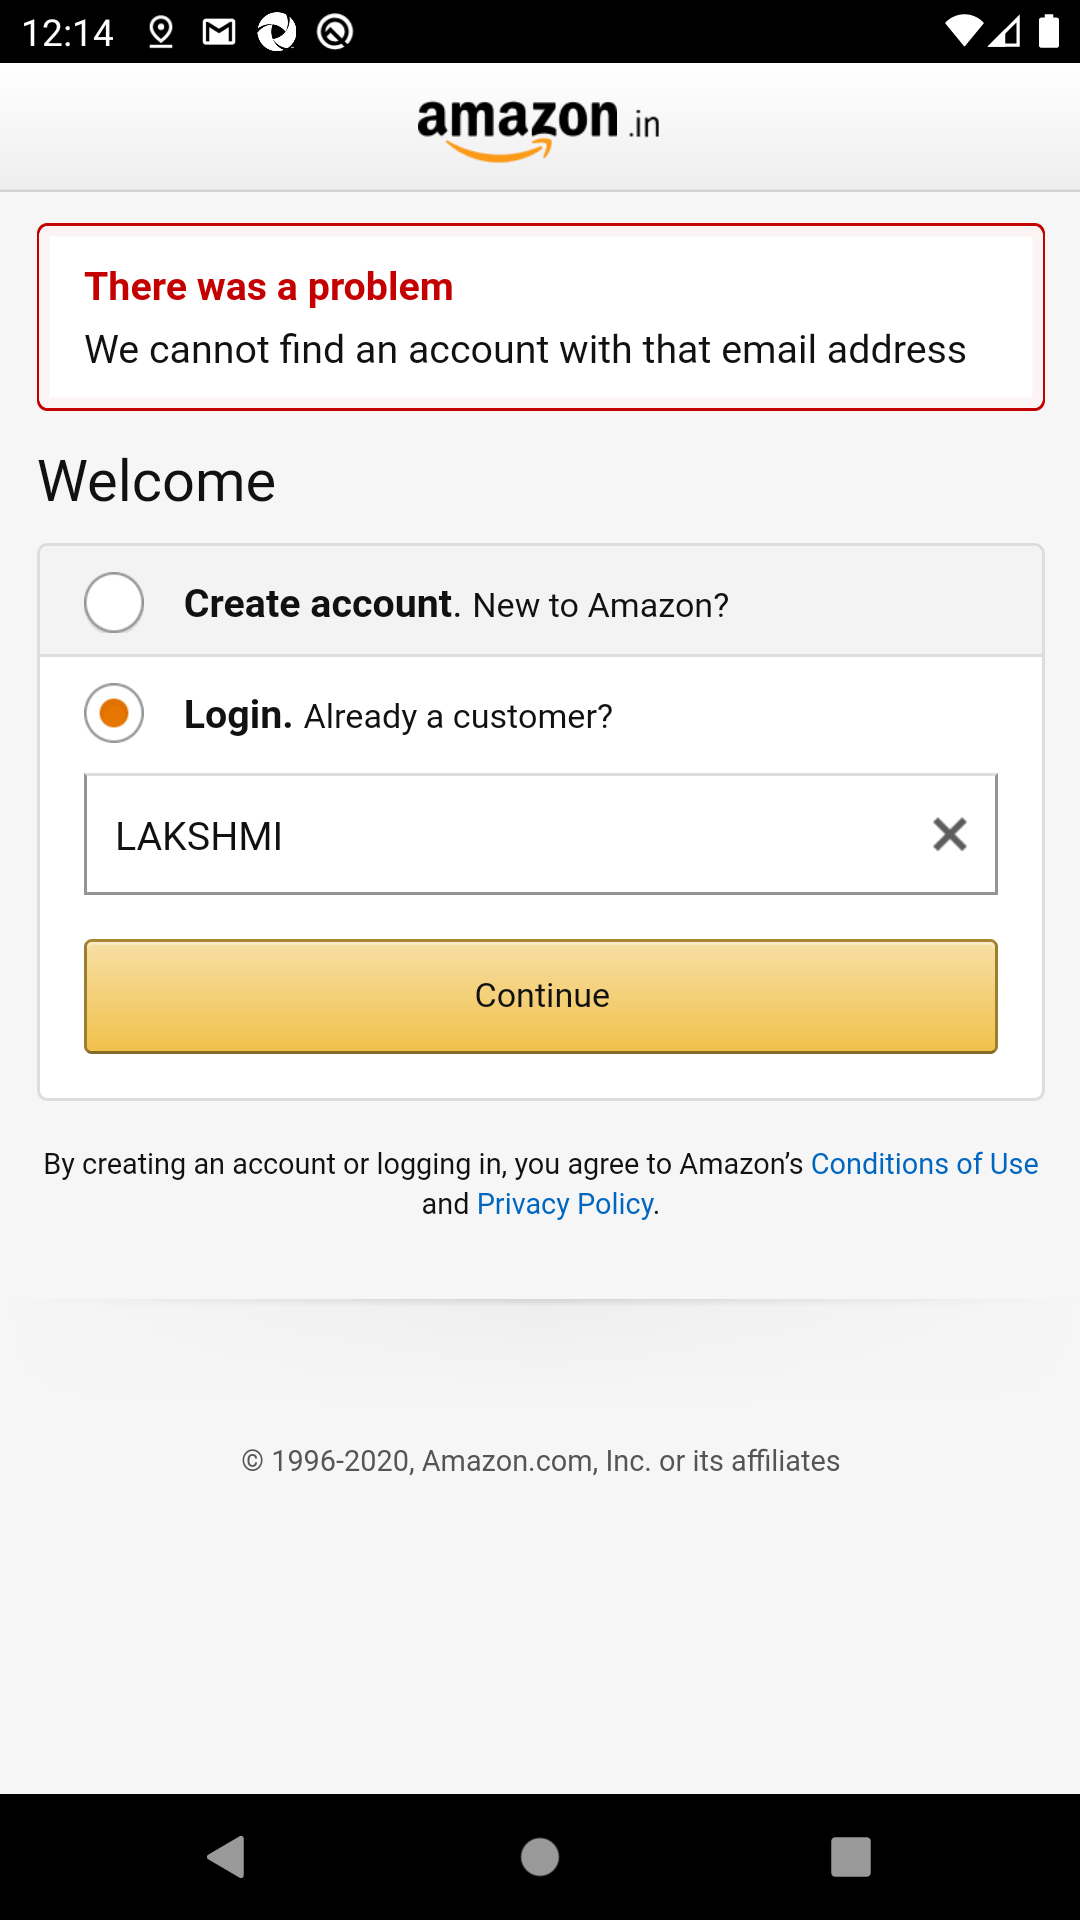 12:14
amazon.in
There was a problem
We cannot find an account with that email address
Welcome
Create account. New to Amazon?
Login. Already a customer?
LAKSHMI
Continue
By creating an account or logging in, you agree to Amazon’s Conditions of Use
and Privacy Policy.
© 1996-2020, Amazon.com, Inc. or its affiliates